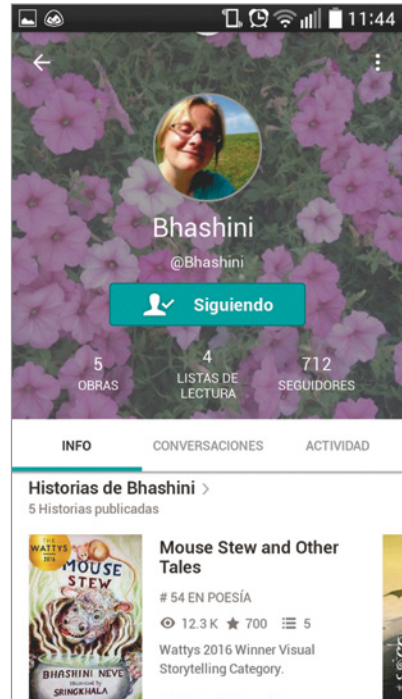 11:44
Bhashini
@Bhashini
Siguiendo
5
OBRAS
4
LISTAS DE
LECTURA
712
SEGUIDORES
INFO
CONVERSACIONES
ACTIVIDAD
Historias de Bhashini >
5 Historias publicadas
THE
WATTYS
2016
MOUSE
STEW
BHASHINI NEVE
Illustrated by
SRINGKHALA
Mouse Stew and Other
Tales
# 54 EN POESÍA
12.3 K ★ 700 5
Wattys 2016 Winner Visual
Storytelling Category.